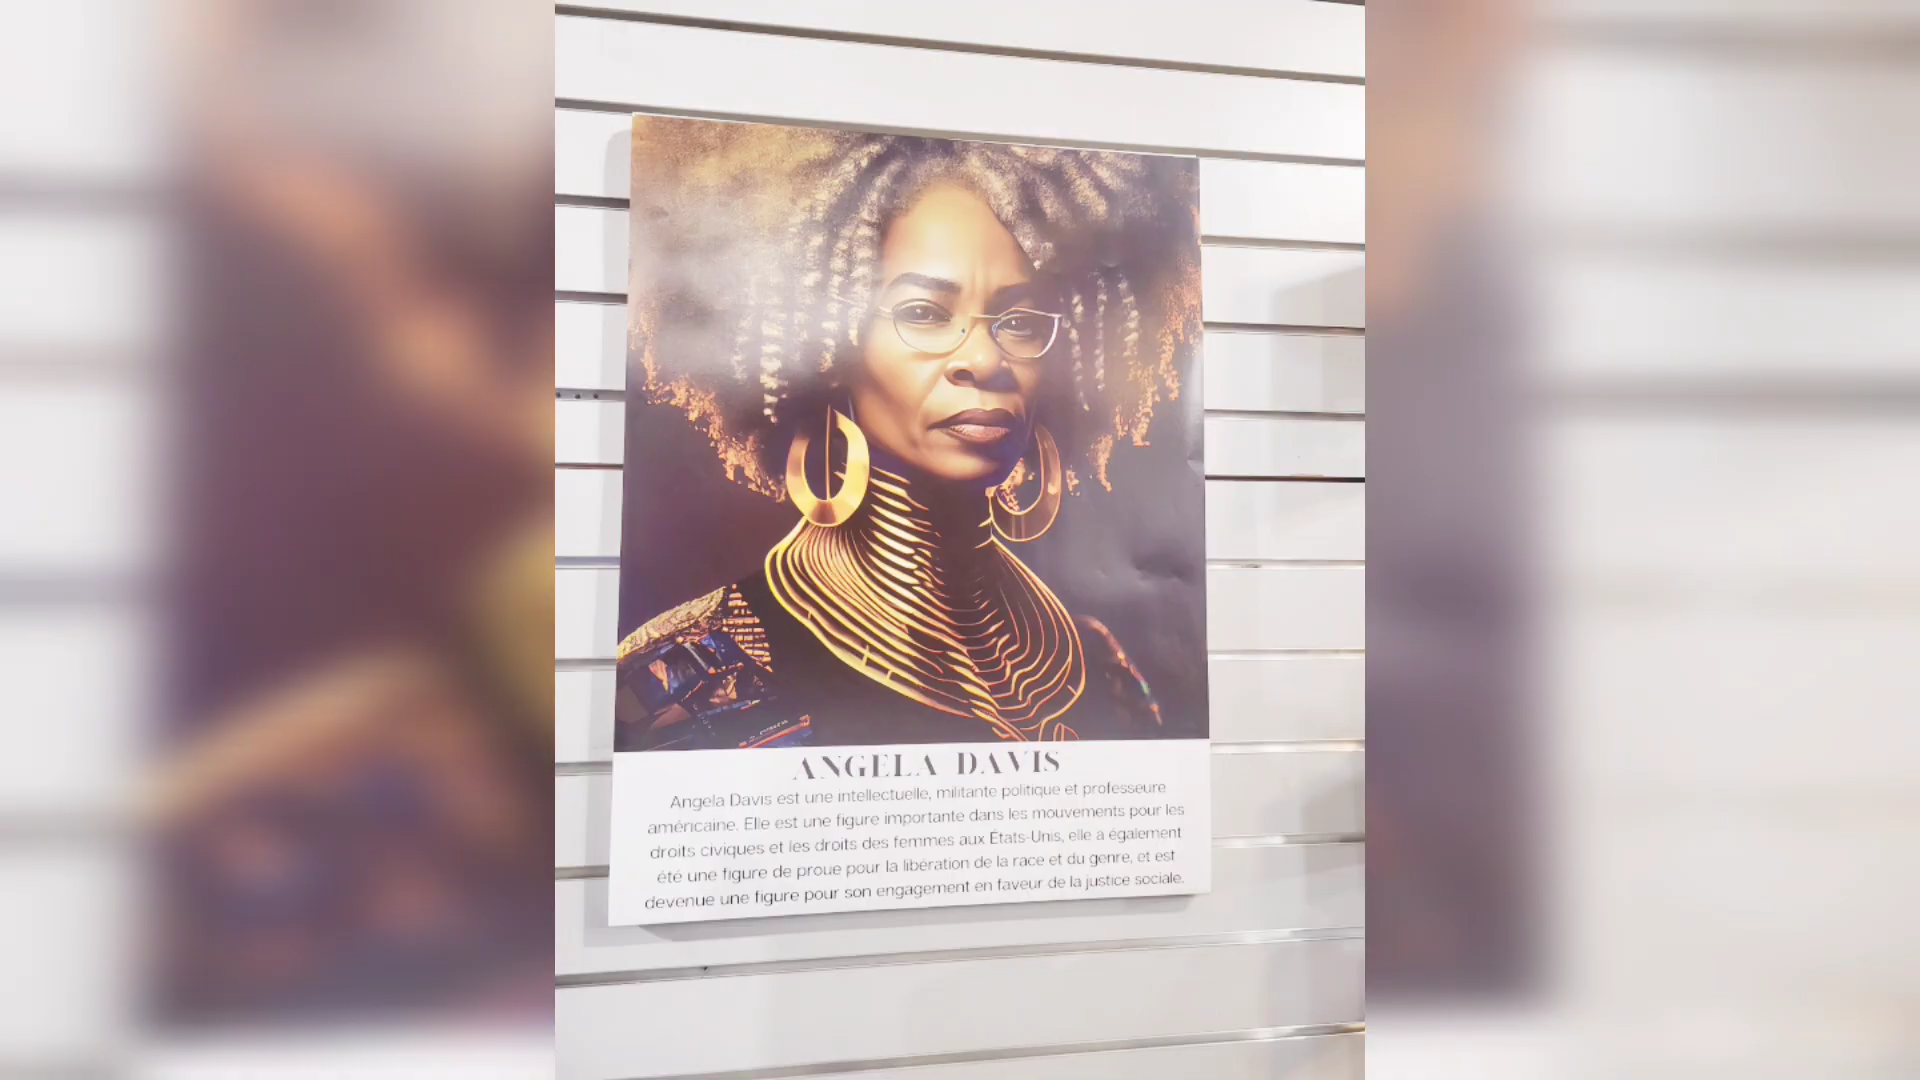 ANGELA DAVIS
Angela Davis est une intellectuelle, militante politique et professeure
américaine. Elle est une figure importante dans les mouvements pour les
droits civiques et les droits des femmes aux États-Unis, elle a également
été une figure de proue pour la libération de la race et du genre, et est
devenue une figure pour son engagement en faveur de la justice sociale.